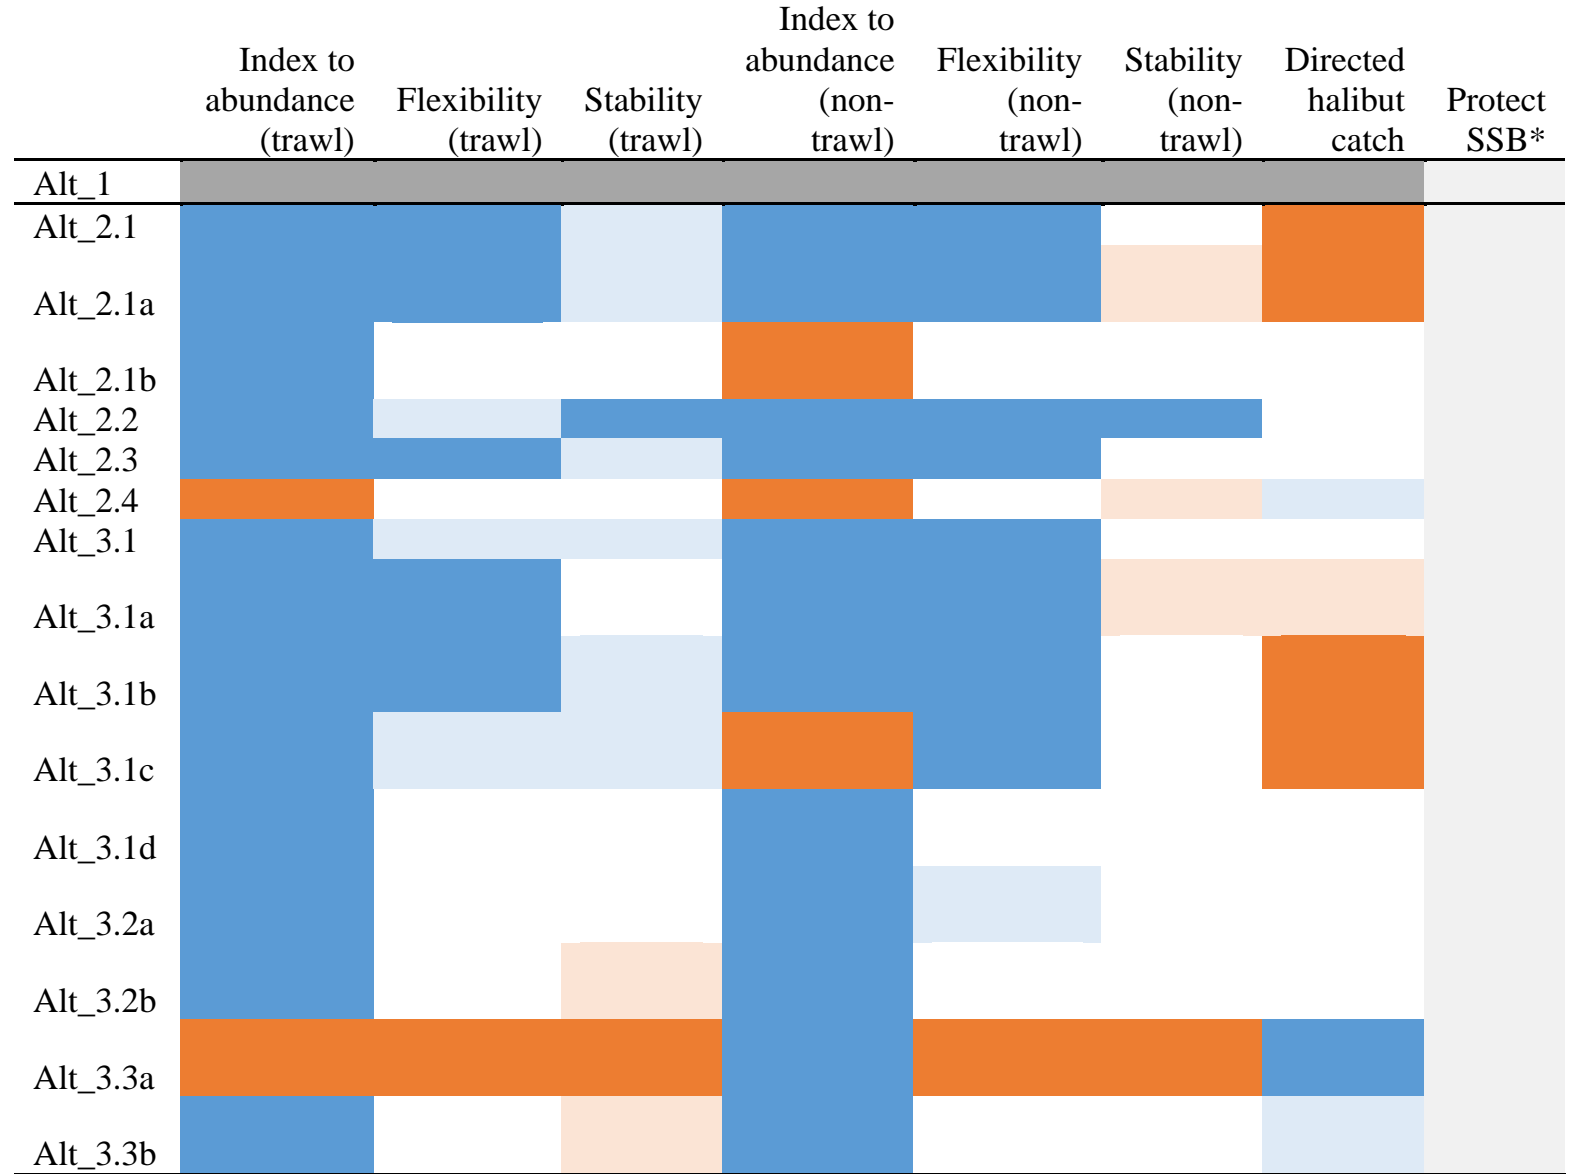 Index to
Index to abundance Flexibility Stability Directed
abundance Flexibility Stability (non- (non- (non- halibut Protect
(trawl) (trawl) (trawl) trawl) trawl) trawl) catch SSB*
Alt_1
Alt_2.1
Alt_2.1a
Alt_2.1b
Alt_2.2
Alt_2.3
Alt_2.4
Alt_3.1
Alt_3.1a
Alt_3.1b
Alt_3.1c
Alt_3.1d
Alt_3.2a
Alt_3.2b
Alt_3.3a
Alt_3.3b